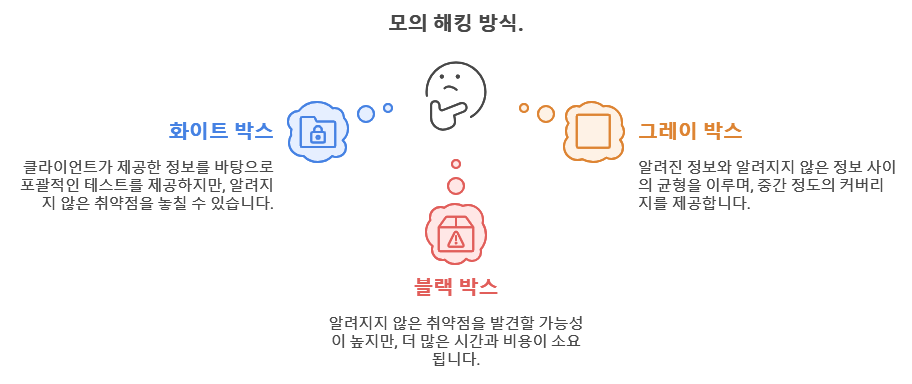 모의 해킹 방식.
화이트 박스
클라이언트가 제공한 정보를 바탕으로
포괄적인 테스트를 제공하지만, 알려지
지 않은 취약점을 놓칠 수 있습니다.
그레이 박스
알려진 정보와 알려지지 않은 정보 사이
의 균형을 이루며, 중간 정도의 커버리
지를 제공합니다.
블랙 박스
알려지지 않은 취약점을 발견할 가능성
이 높지만, 더 많은 시간과 비용이 소요
됩니다.